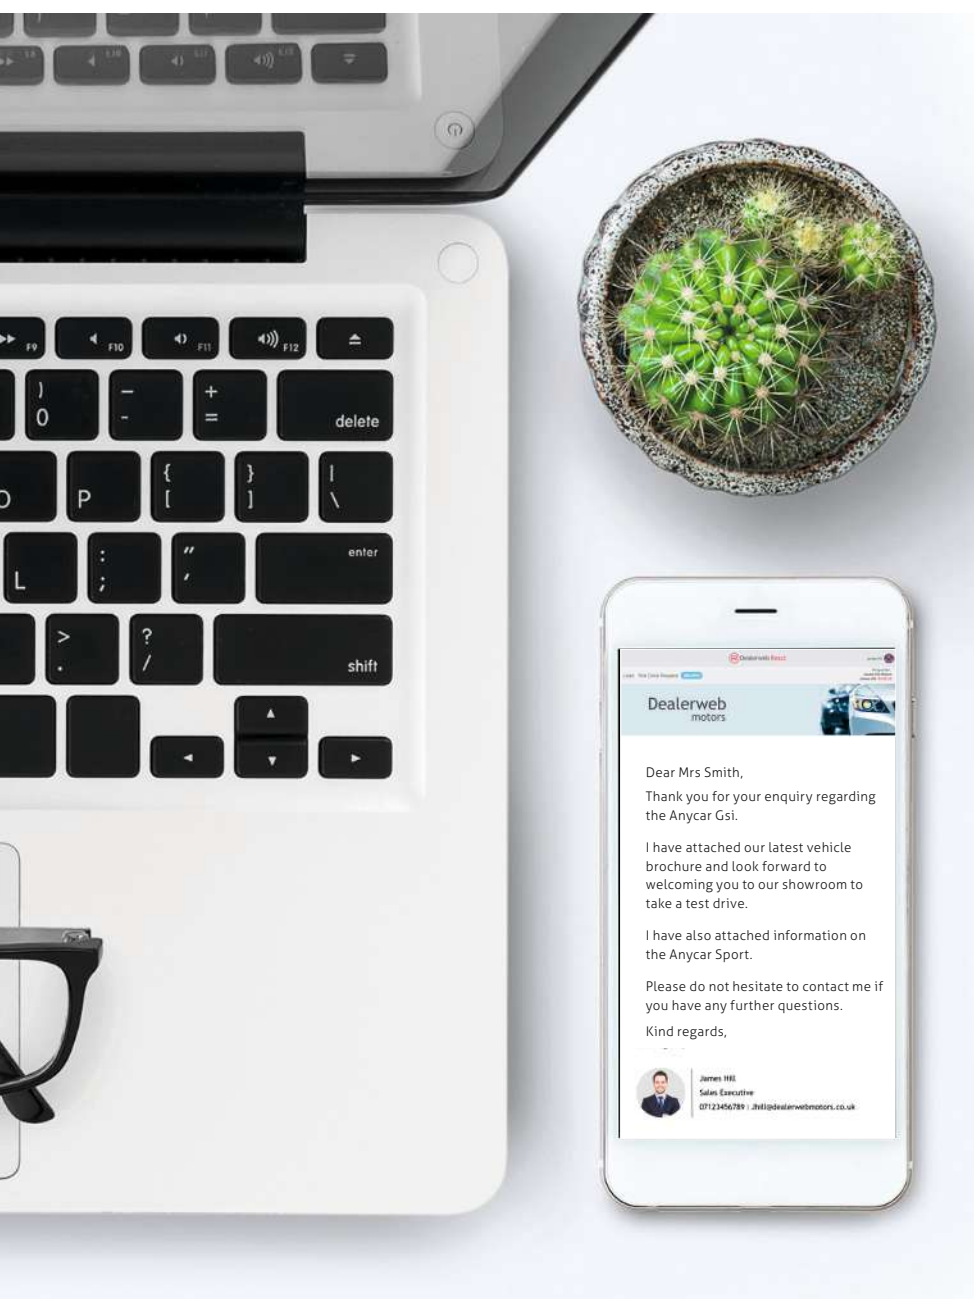 F10
F9
F10
F11
F12
)
0
_
-
+
=
delete
O
P
{
[
}
]
|
\
enter
L
:
;
"
'
>
.
?
/
shift
Dealerweb
Dealerweb
motors
Dear Mrs Smith,
Thank you for your enquiry regarding
the Anycar Gsi.
I have attached our latest vehicle
brochure and look forward to
welcoming you to our showroom to
take a test drive.
I have also attached information on
the Anycar Sport.
Please do not hesitate to contact me if
you have any further questions.
Kind regards,
James Hill
Sales Executive
07123456789 | Jhill@dealerwebmotors.co.uk